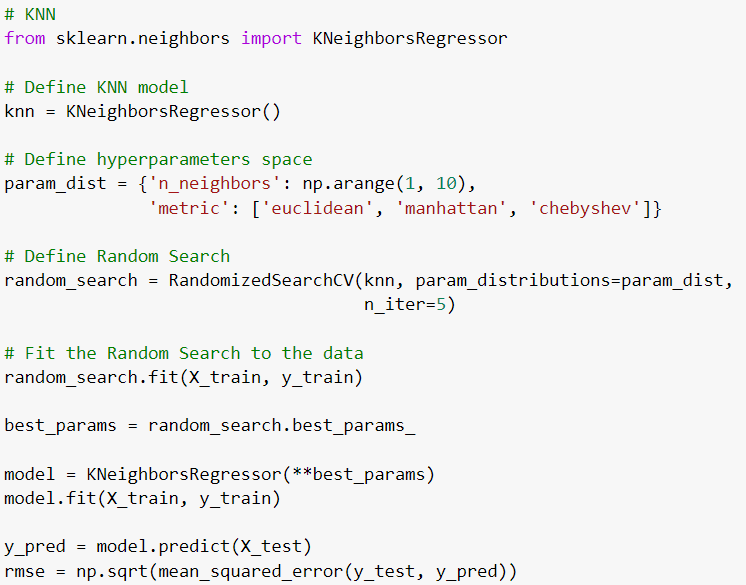 # KNN
from sklearn.neighbors import KNeighborsRegressor
# Define KNN model
knn = KNeighborsRegressor()
# Define hyperparameters space
param_dist = {'n_neighbors': np.arange(1, 10),
'metric': ['euclidean', 'manhattan', 'chebyshev']}
# Define Random Search
random_search = RandomizedSearchCV(knn, param_distributions=param_dist,
n_iter=5)
# Fit the Random Search to the data
random_search.fit(X_train, y_train)
best_params = random_search.best_params_
model = KNeighborsRegressor(**best_params)
model.fit(X_train, y_train)
y_pred = model.predict(X_test)
rmse = np.sqrt(mean_squared_error(y_test, y_pred))